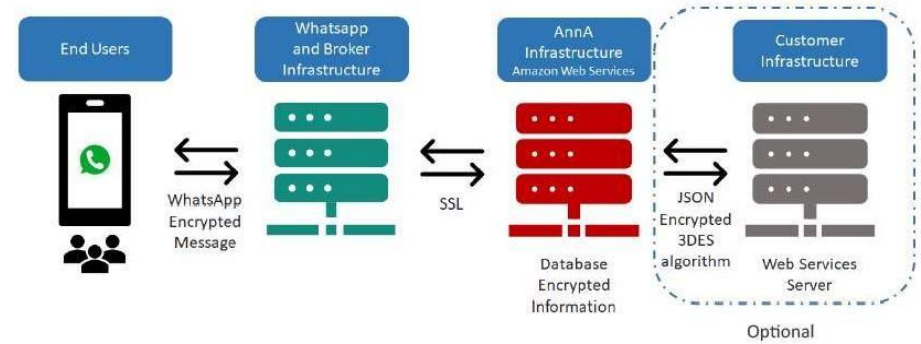 End Users
Whatsapp
and Broker
Infrastructure
AnnA
Infrastructure
Amazon Web Services
Customer
Infrastructure
WhatsApp
Encrypted
Message
SSL
JSON
Encrypted
3DES
algorithm
Database
Encrypted
Information
Web Services
Server
Optional